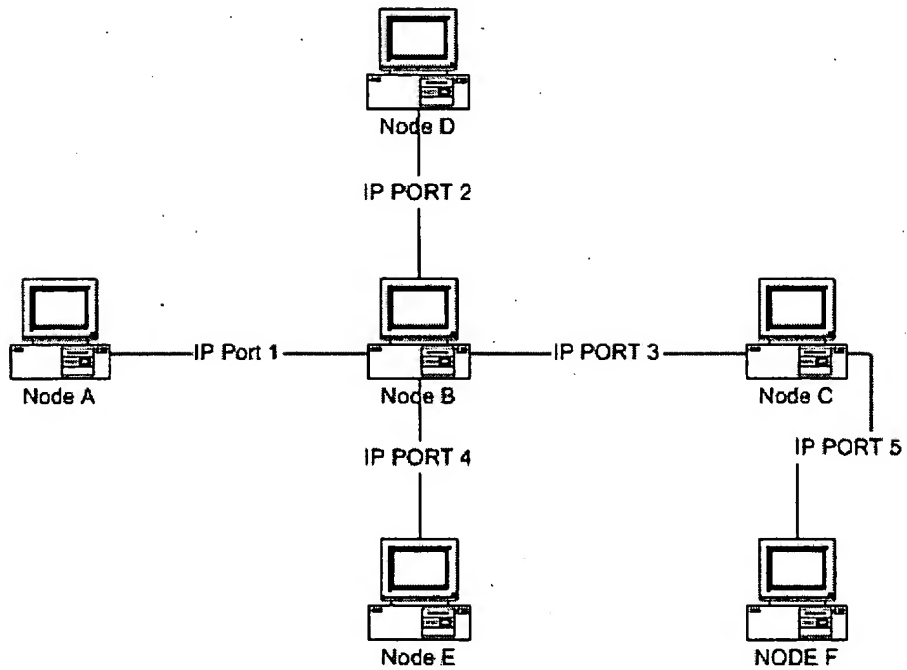 Node D
IP PORT 2
IP Port 1
IP PORT 3
Node A
Node B
Node C
IP PORT 4
IP PORT 5
Node E
NODE F